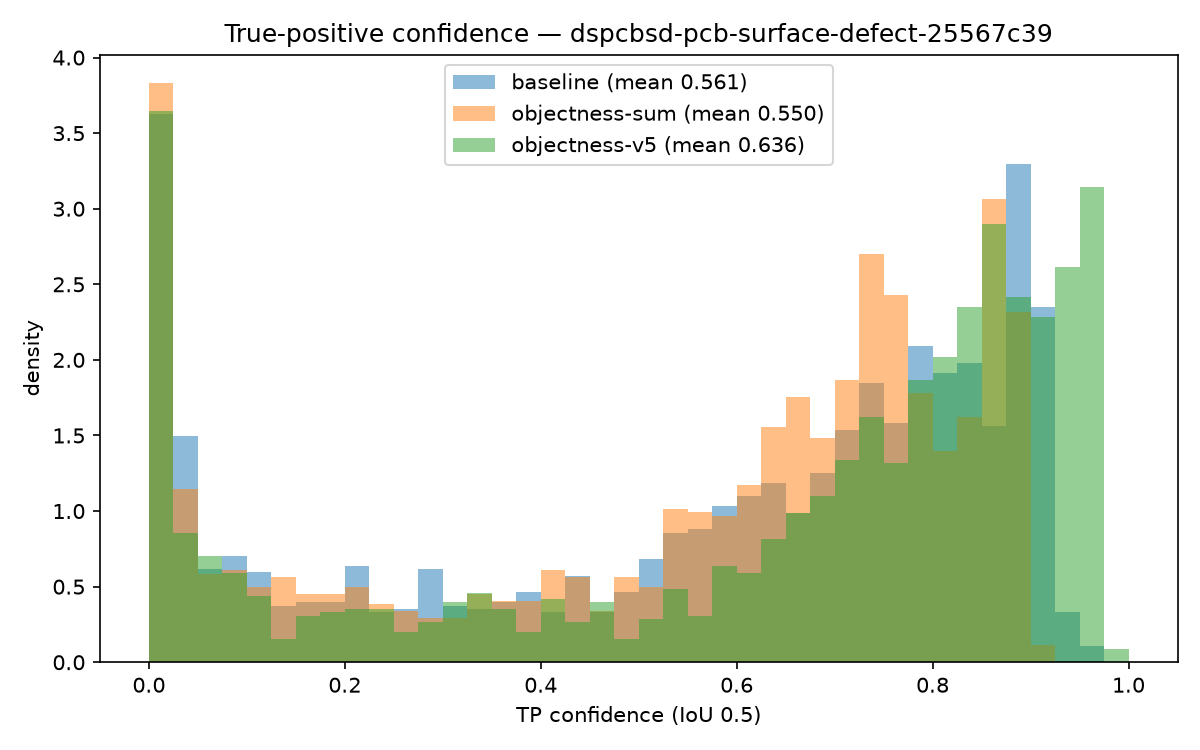 True-positive confidence — dspcbsd-pcb-surface-defect-25567c39
baseline (mean 0.561)
objectness-sum (mean 0.550)
objectness-v5 (mean 0.636)
density
4.0
3.5
3.0
2.5
2.0
1.5
1.0
0.5
0.0
0.0 0.2 0.4 0.6 0.8 1.0
TP confidence (IoU 0.5)